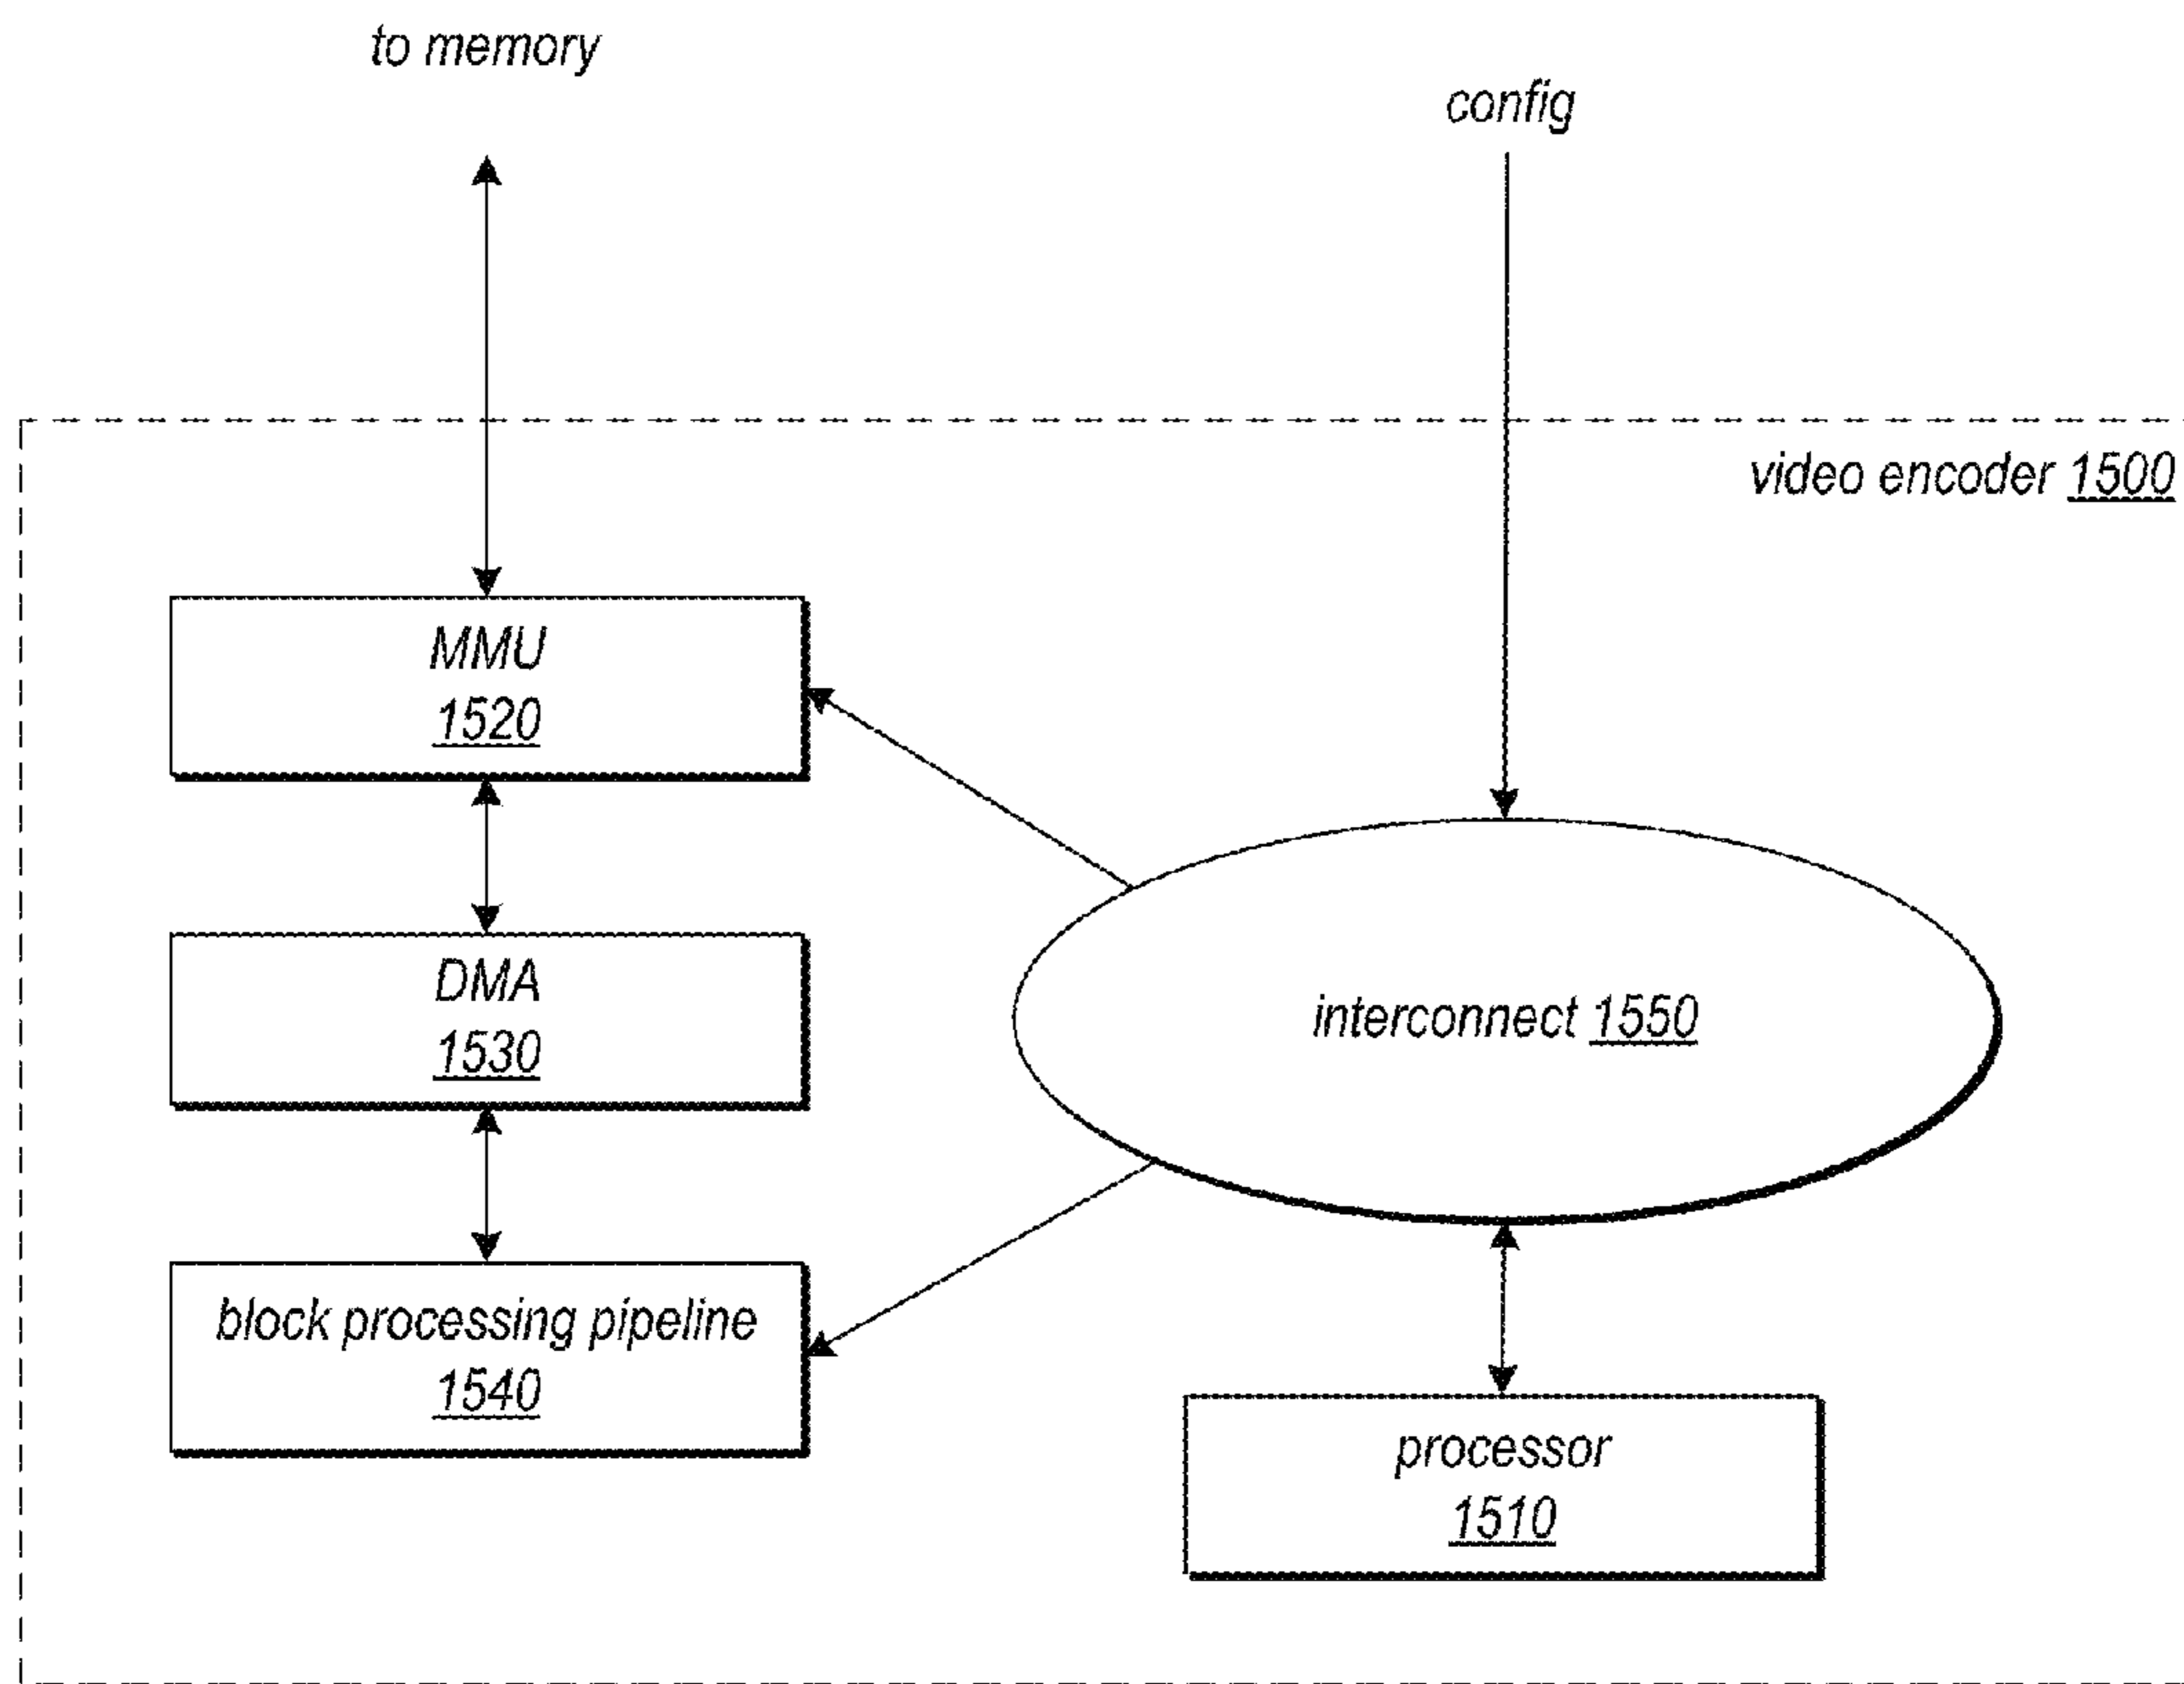 to memory
config
video encoder 1500
MMU
1520
DMA
1530
interconnect 1550
block processing pipeline
1540
processor
1510